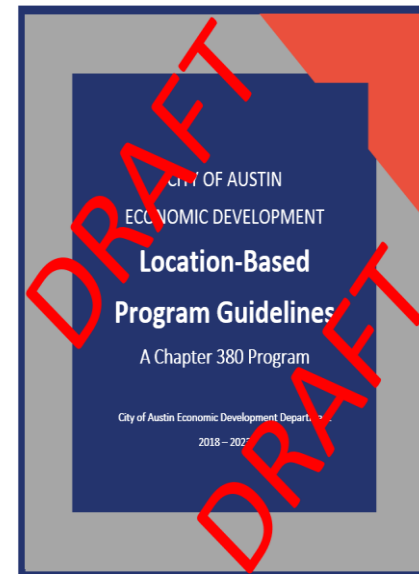 CITY OF AUSTIN
ECONOMIC DEVELOPMENT
Location-Based
Program Guidelines
A Chapter 380 Program
City of Austin Economic Development
2018 –
DRAFT
DRAFT